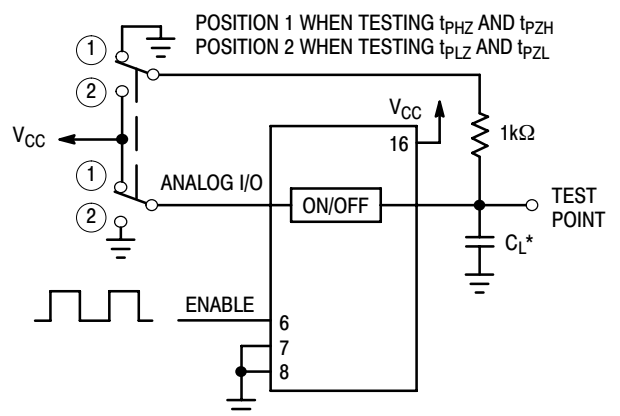 POSITION 1 WHEN TESTING tPHZ AND tPZH
POSITION 2 WHEN TESTING tPLZ AND tPZL
1
2
VCC
1
2
VCC
16
1kΩ
ANALOG I/O
ON/OFF
TEST
POINT
CL*
ENABLE
6
7
8